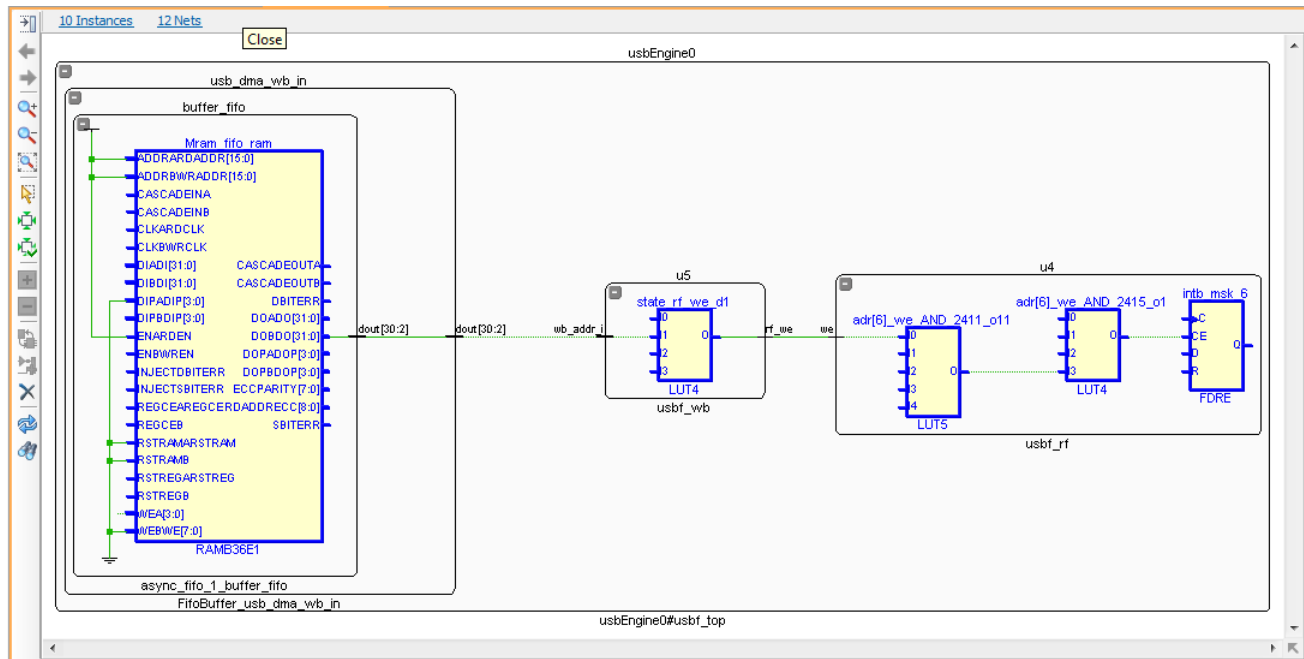 10 Instances 12 Nets
Close
usbEngine0
usb_dma_wb_in
buffer_fifo
Mram_fifo_ram
ADDRARDADDR[15:0]
ADDRBWRADDR[15:0]
CASCADEINA
CASCADEINB
CLKARDCLK
CLKBWRCLK
DIADI[31:0] CASCADEOUTA
DIBDI[31:0] CASCADEOUTB
DIPADIP[3:0] DBITERR
DIPBDIP[3:0] DOADO[31:0]
ENARDEN DOBDO[31:0]
ENBWREN DOPADOP[3:0]
INJECTDBITERR DOPBDOP[3:0]
INJECTSBITERR ECCPARITY[7:0]
REGCEAREGCERDADDRECC[8:0]
REGCEB SBITERR
RSTRAMARSTRAM
RSTRAMB
RSTREGARSTREG
RSTREGB
WEA[3:0]
WEBWE[7:0]
RAMB36E1
async_fifo_1_buffer_fifo
FifoBuffer_usb_dma_wb_in
dout[30:2]
dout[30:2]
wb_addr_i
u5
state_rf_we_d1
I0
I1 O
I2
I3
LUT4
usbf_wb
rf_we
we
u4
adr[6]_we_AND_2411_o11
I0
I1
I2 O
I3
I4
LUT5
adr[6]_we_AND_2415_o1
I0
I1 O
I2
I3
LUT4
intb_msk_6
C
CE Q
D
R
FDRE
usbf_rf
usbEngine0#usbf_top